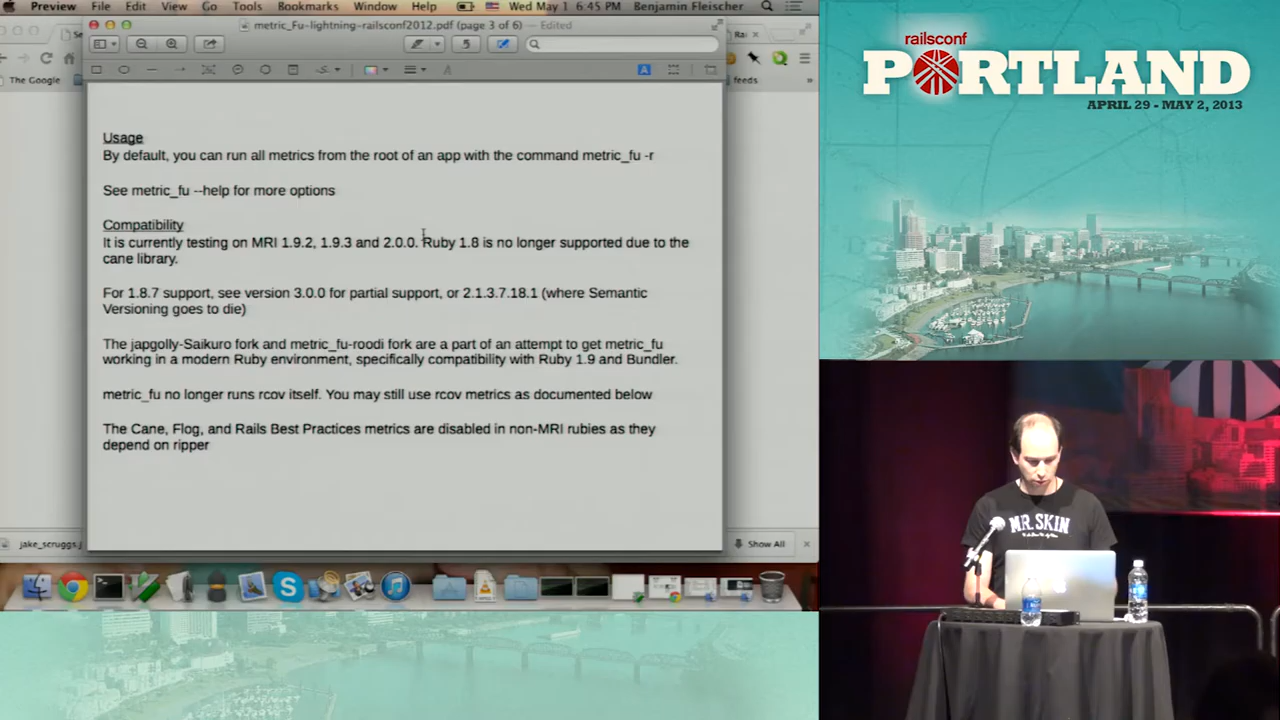 Preview File Edit View Go Tools Bookmarks Window Help Wed May 1 6:45 PM Benjamin Fleischer
metric_Fu-lightning-railsconf2012.pdf (page 3 of 6) — Edited
The Google
feeds
Usage
By default, you can run all metrics from the root of an app with the command metric_fu -r
See metric_fu --help for more options
Compatibility
It is currently testing on MRI 1.9.2, 1.9.3 and 2.0.0. Ruby 1.8 is no longer supported due to the
cane library.
For 1.8.7 support, see version 3.0.0 for partial support, or 2.1.3.7.18.1 (where Semantic
Versioning goes to die)
The japgolly-Saikuro fork and metric_fu-roodi fork are a part of an attempt to get metric_fu
working in a modern Ruby environment, specifically compatibility with Ruby 1.9 and Bundler.
metric_fu no longer runs rcov itself. You may still use rcov metrics as documented below
The Cane, Flog, and Rails Best Practices metrics are disabled in non-MRI rubies as they
depend on ripper
jake_scruggs.j
Show All
railsconf
PORTLAND
APRIL 29 - MAY 2, 2013
MR. SKIN